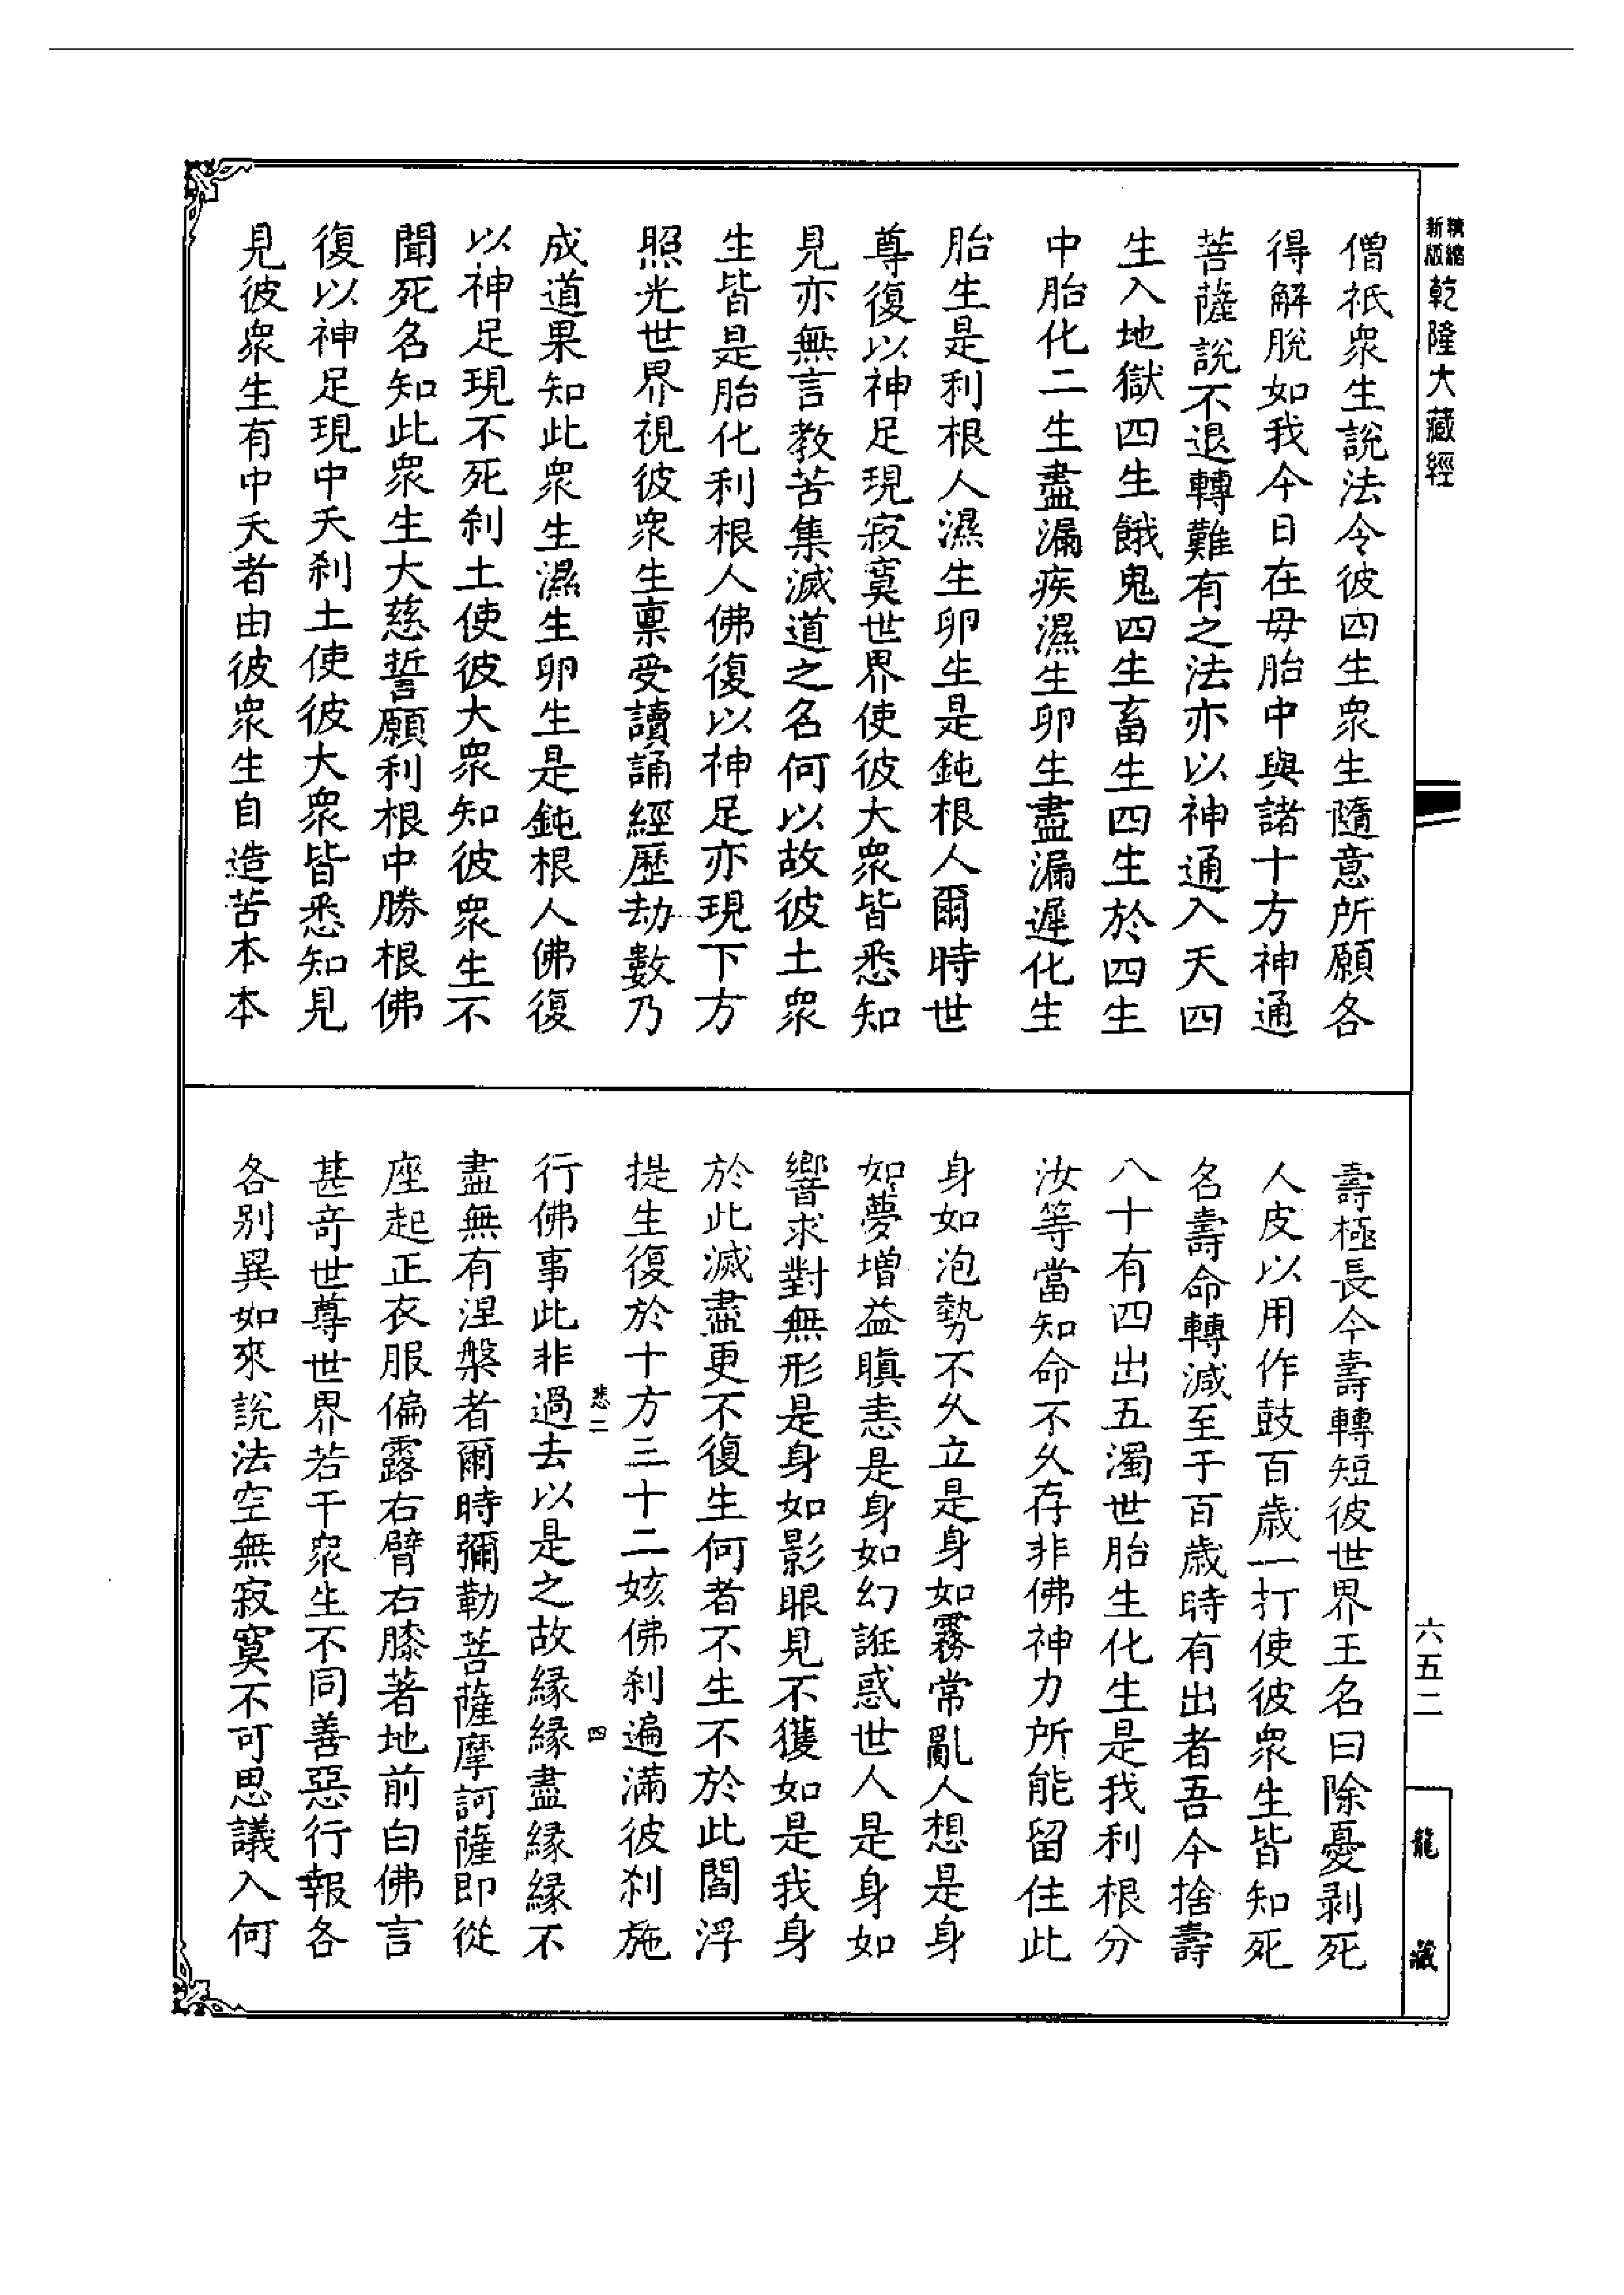 新版 精縮 乾隆大藏經
僧祇衆生說法令彼四生衆生隨意所願各
得解脫如我今日在毋胎中與諸十方神通
菩薩說不退轉難有之法亦以神通入天四
生入地獄四生餓鬼四生畜生四生於四生
中胎化二生盡漏疾濕生卵生盡漏遲化生
胎生是利根人濕生卵生是鈍根人爾時世
尊復以神足現寂寞世界使彼大衆皆悉知
見亦無言教苦集滅道之名何以故彼土衆
生皆是胎化利根人佛復以神足亦現下方
照光世界視彼衆生稟受讀誦經歷劫數乃
成道果知此衆生濕生卵生是鈍根人佛復
以神足現不死刹土使彼大衆知彼衆生不
聞死名知此衆生大慈誓願利根中勝根佛
復以神足現中夭刹土使彼大衆皆悉知見
見彼衆生有中夭者由彼衆生自造苦本本
壽極長今壽轉短彼世界王名曰除憂剥死
人皮以用作鼓百歲一打使彼衆生皆知死
名壽命轉減至于百歲時有出者吾今捨壽
八十有四出五濁世胎生化生是我利根分
汝等當知命不久存非佛神力所能留住此
身如泡勢不久立是身如霧常亂人想是身
如夢增益瞋恚是身如幻誑惑世人是身如
響求對無形是身如影眼見不獲如是我身
於此滅盡更不復生何者不生不於此閻浮
提生復於十方三十二姟佛刹遍滿彼刹施
悲二 四
行佛事此非過去以是之故緣緣盡緣緣不
盡無有涅槃者爾時彌勒菩薩摩訶薩即從
座起正衣服偏露右臂右膝著地前白佛言
甚奇世尊世界若干衆生不同善惡行報各
各別異如來說法空無寂寞不可思議入何
六五二
龍藏